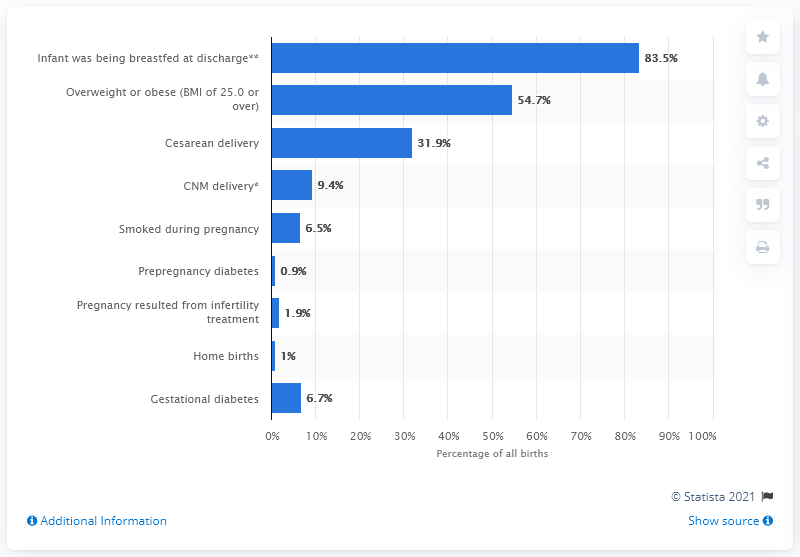 Infant was being breastfed at discharge** 83.5%
Overweight or obese (BMI of 25.0 or
over) 54.7%
Cesarean delivery 31.9%
CNM delivery* 9.4%
Smoked during pregnancy 6.5%
Prepregnancy diabetes 0.9%
Pregnancy resulted from infertility
treatment 1.9%
Home births 1%
Gestational diabetes 6.7%
0% 10% 20% 30% 40% 50% 60% 70% 80% 90% 100%
Percentage of all births
© Statista 2021
Additional Information Show source